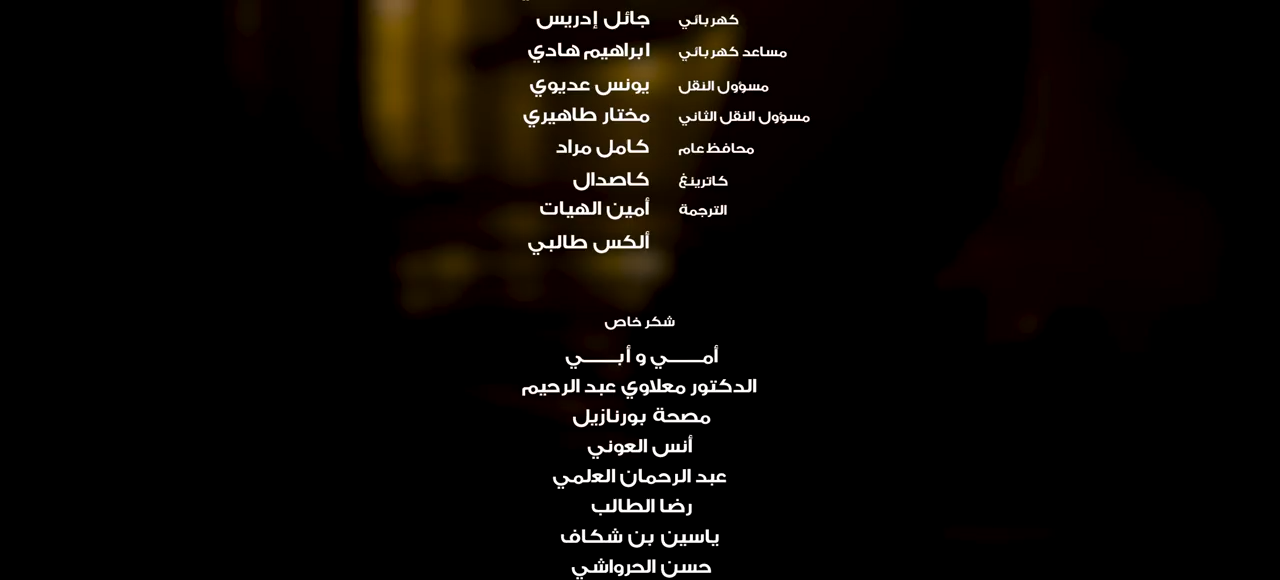 كهربائي جائل إدريس
مساعد كهربائي ابراهيم هادي
مسؤول النقل يونس عديوي
مسؤول النقل الثاني مختار طاهيري
محافظ عام كامل مراد
كاترينغ كاصدال
الترجمة أمين الهيات
ألكس طالبي
شكر خاص
أمـــــي و أبـــــي
الدكتور معلاوي عبد الرحيم
مصحة بورنازيل
أنس العوني
عبد الرحمان العلمي
رضا الطالب
ياسين بن شكاف
حسن الحرواشي